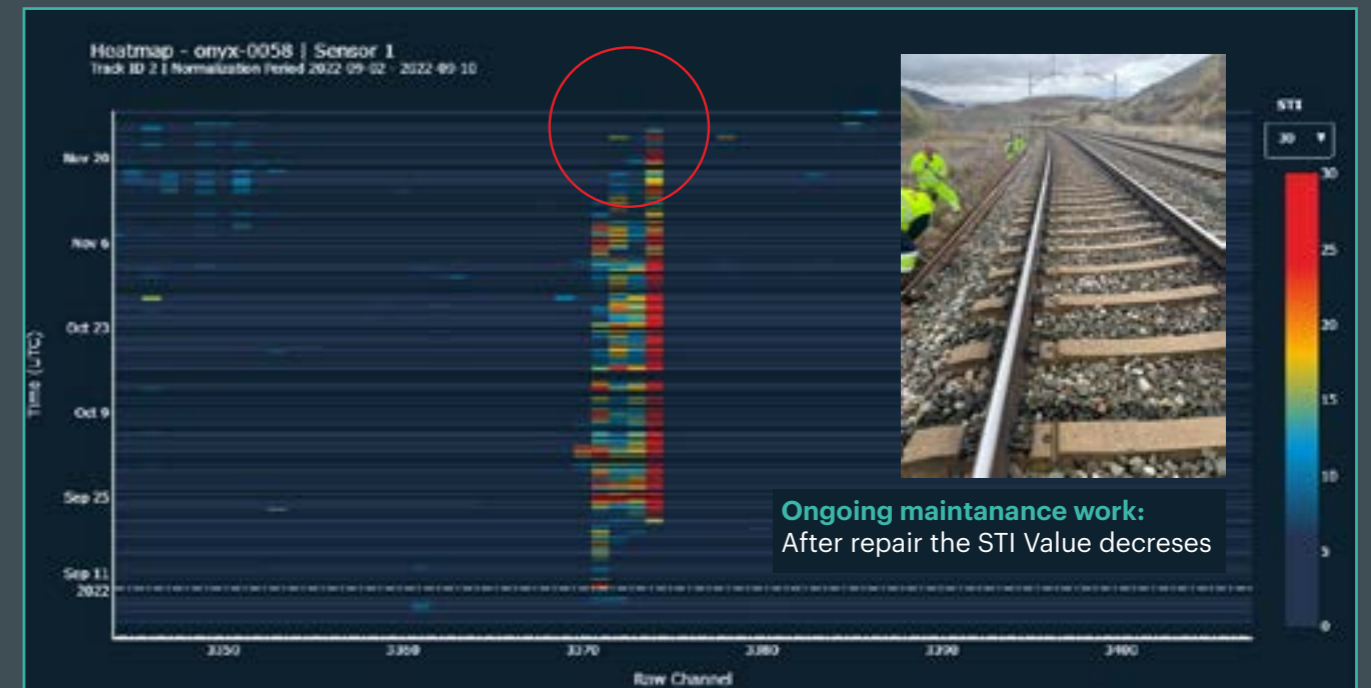 Heatmap - onyx-0058 | Sensor 1
Track ID 2 | Normalization Period 2022-09-02 - 2022-09-10
STI
30 ▼
30
25
20
15
10
5
0
Time (UTC)
Nov 20
Nov 6
Oct 23
Oct 9
Sep 25
Sep 11
2022
3350
3360
3370
3380
3390
3400
Raw Channel
Ongoing maintanance work:
After repair the STI Value decreses